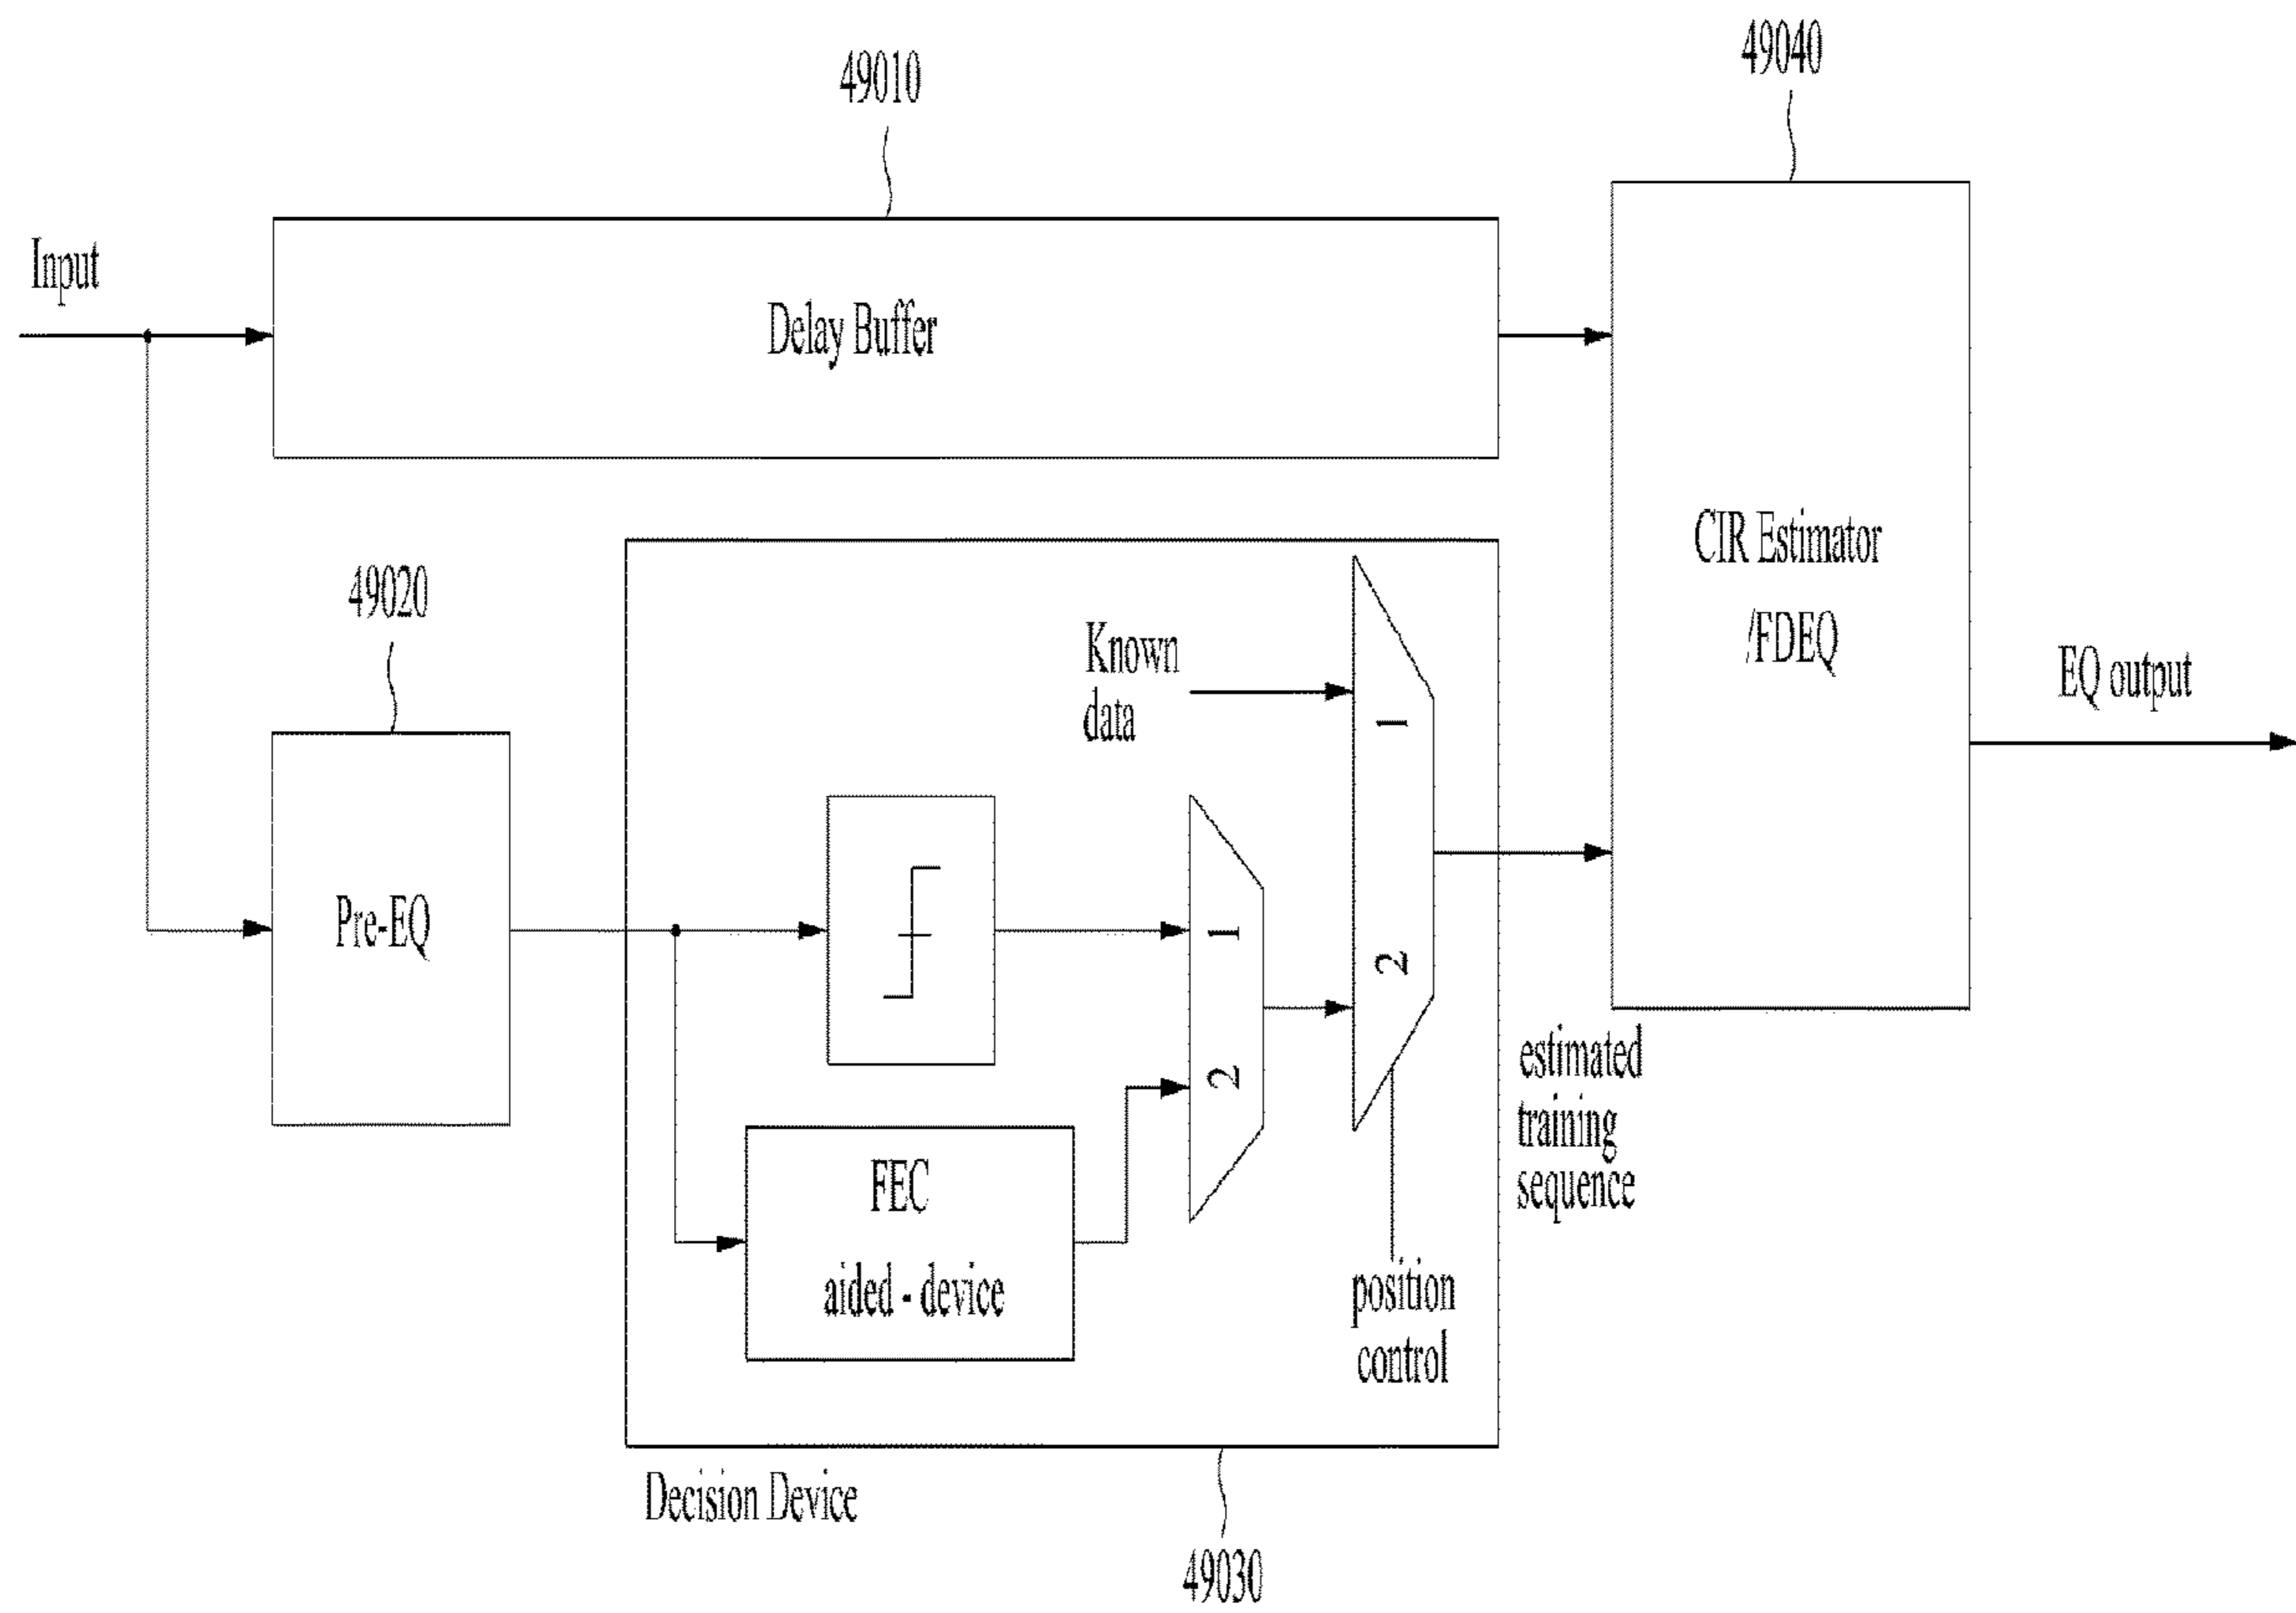 49010
49040
Input
Delay Buffer
CIR Estimator
/FDEQ
49020
Known
data
EQ output
1
Pre-EQ
1
2
2
estimated
training
sequence
FEC
aided - device
position
control
Decision Device
49030